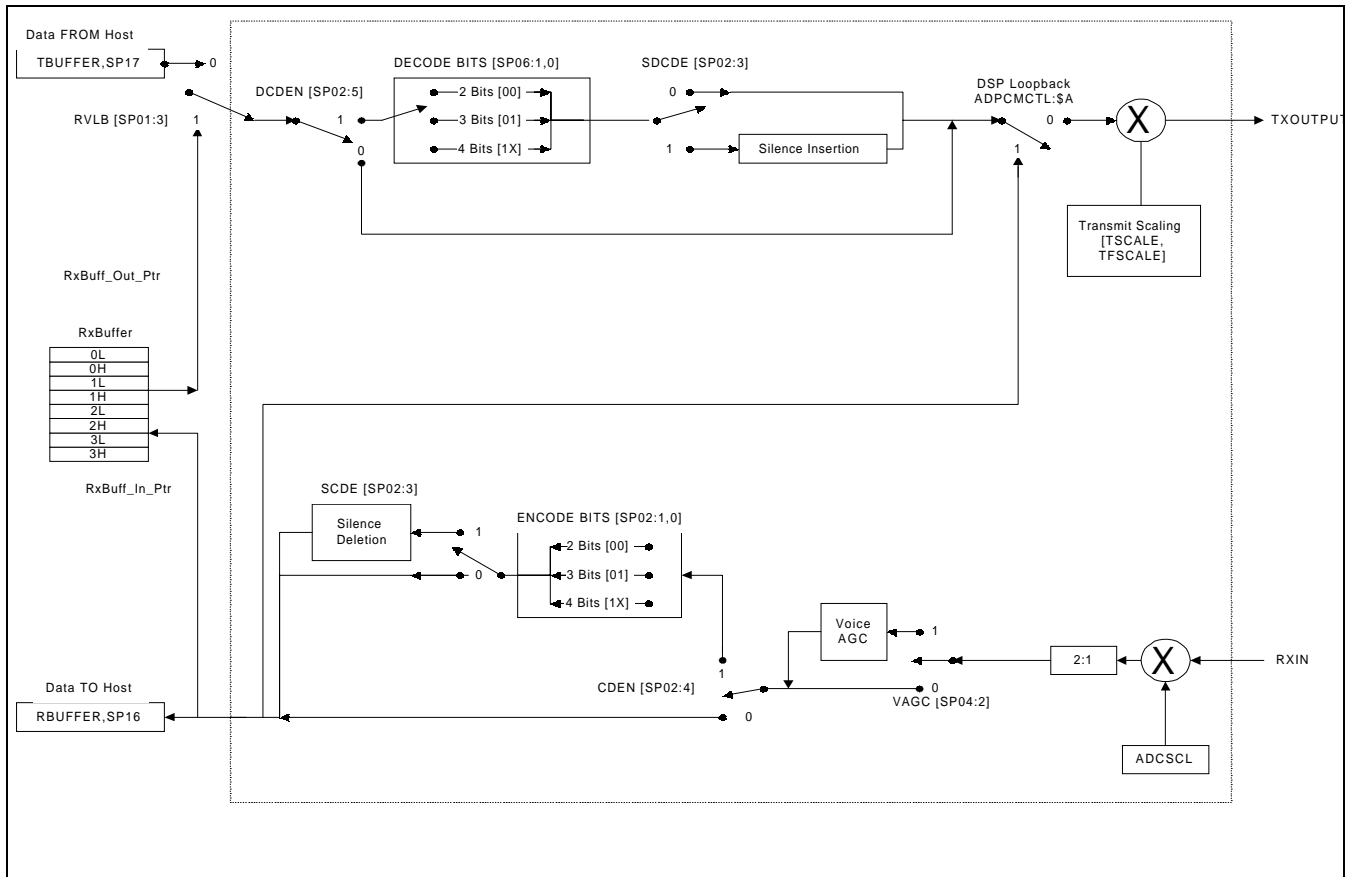 Data FROM Host
TBUFFER,SP17
0
RVLB [SP01:3]
1
DCDEN [SP02:5]
1
0
DECODE BITS [SP06:1,0]
2 Bits [00]
3 Bits [01]
4 Bits [1X]
SDCDE [SP02:3]
0
1
Silence Insertion
DSP Loopback
ADPCMCTL:$A
0
1
X
TXOUTPUT
Transmit Scaling
[TSCALE,
TFSCALE]
RxBuff_Out_Ptr
RxBuffer
0L
0H
1L
1H
2L
2H
3L
3H
RxBuff_In_Ptr
SCDE [SP02:3]
Silence
Deletion
1
0
ENCODE BITS [SP02:1,0]
2 Bits [00]
3 Bits [01]
4 Bits [1X]
Voice
AGC
1
0
VAGC [SP04:2]
2:1
X
RXIN
CDEN [SP02:4]
1
0
Data TO Host
RBUFFER,SP16
ADCSCL